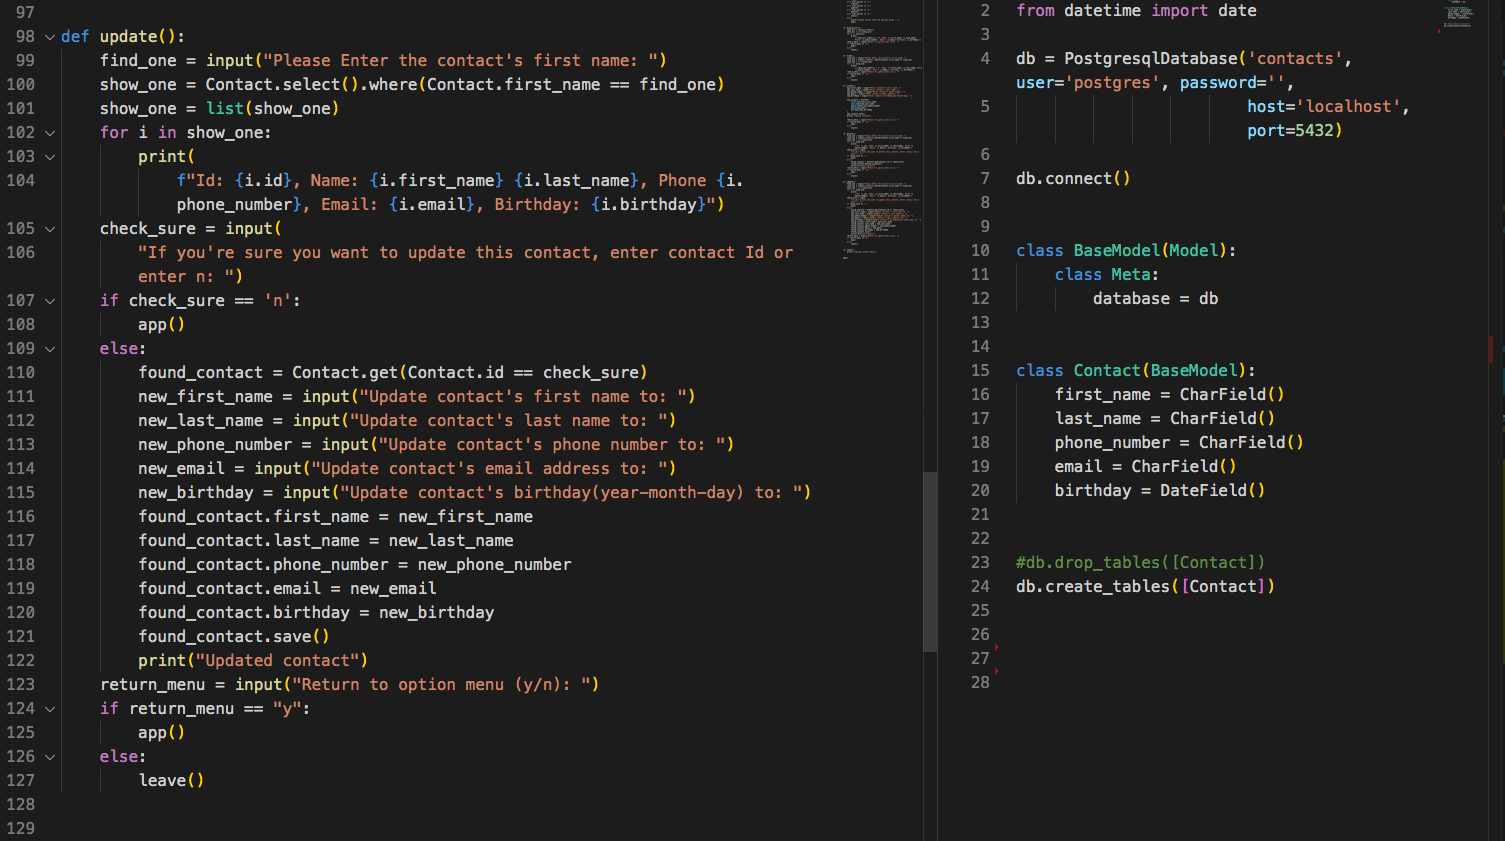 97
98 def update():
99 find_one = input("Please Enter the contact's first name: ")
100 show_one = Contact.select().where(Contact.first_name == find_one)
101 show_one = list(show_one)
102 for i in show_one:
103 print(
104 f"Id: {i.id}, Name: {i.first_name} {i.last_name}, Phone {i.
phone_number}, Email: {i.email}, Birthday: {i.birthday}")
105 check_sure = input(
106 "If you're sure you want to update this contact, enter contact Id or
enter n: ")
107 if check_sure == 'n':
108 app()
109 else:
110 found_contact = Contact.get(Contact.id == check_sure)
111 new_first_name = input("Update contact's first name to: ")
112 new_last_name = input("Update contact's last name to: ")
113 new_phone_number = input("Update contact's phone number to: ")
114 new_email = input("Update contact's email address to: ")
115 new_birthday = input("Update contact's birthday(year-month-day) to: ")
116 found_contact.first_name = new_first_name
117 found_contact.last_name = new_last_name
118 found_contact.phone_number = new_phone_number
119 found_contact.email = new_email
120 found_contact.birthday = new_birthday
121 found_contact.save()
122 print("Updated contact")
123 return_menu = input("Return to option menu (y/n): ")
124 if return_menu == "y":
125 app()
126 else:
127 leave()
128
129
2 from datetime import date
3
4 db = PostgresqlDatabase('contacts',
user='postgres', password='',
5 host='localhost',
port=5432)
6
7 db.connect()
8
9
10 class BaseModel(Model):
11 class Meta:
12 database = db
13
14
15 class Contact(BaseModel):
16 first_name = CharField()
17 last_name = CharField()
18 phone_number = CharField()
19 email = CharField()
20 birthday = DateField()
21
22
23 #db.drop_tables([Contact])
24 db.create_tables([Contact])
25
26
27
28